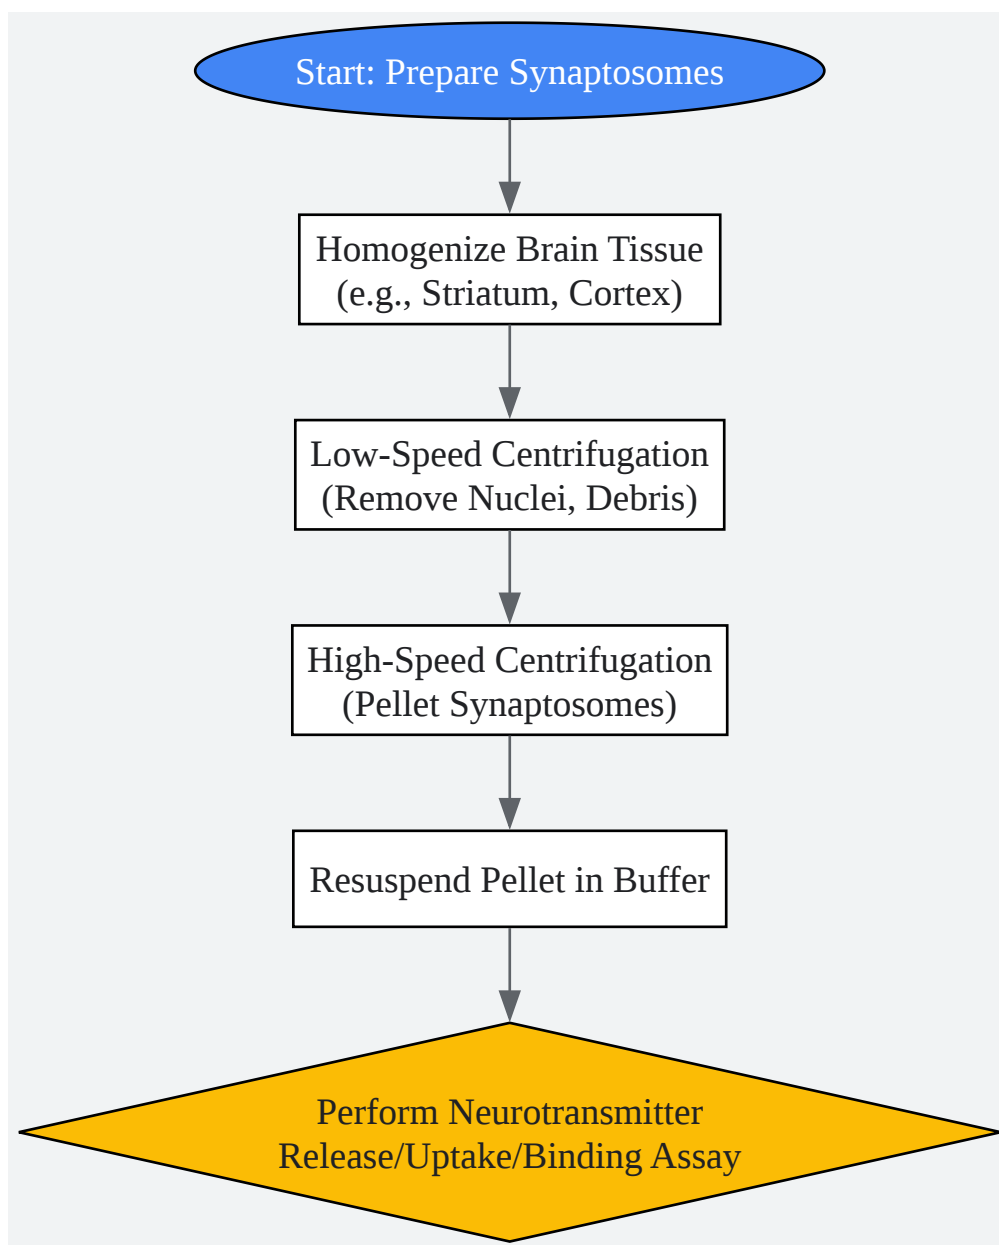 Start: Prepare Synaptosomes
Homogenize Brain Tissue
(e.g., Striatum, Cortex)
Low-Speed Centrifugation
(Remove Nuclei, Debris)
High-Speed Centrifugation
(Pellet Synaptosomes)
Resuspend Pellet in Buffer
Perform Neurotransmitter
Release/Uptake/Binding Assay